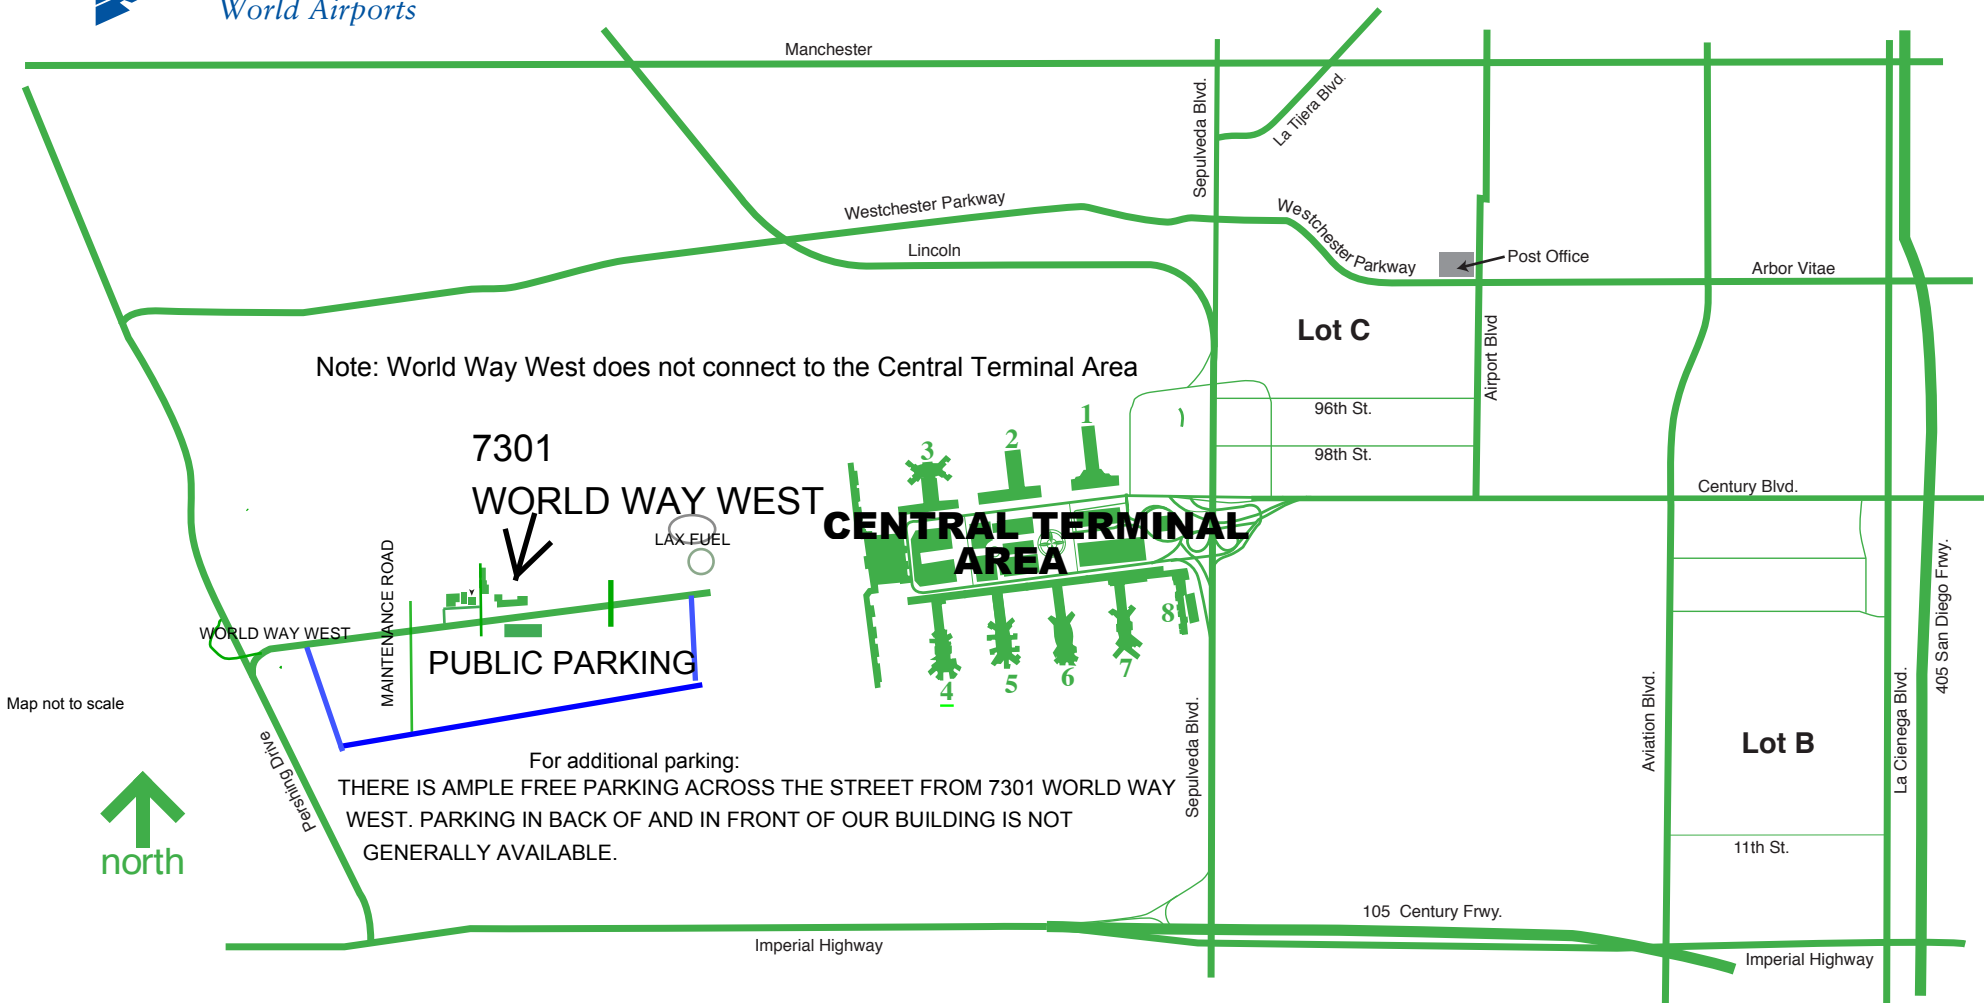 World Airports
Manchester
Sepulveda Blvd.
La Tijera Blvd.
Westchester Parkway
Westchester Parkway
Lincoln
Post Office
Arbor Vitae
Lot C
Airport Blvd
Note: World Way West does not connect to the Central Terminal Area
96th St.
98th St.
7301
WORLD WAY WEST
1
2
3
Century Blvd.
CENTRAL TERMINAL
AREA
LAX FUEL
MAINTENANCE ROAD
WORLD WAY WEST
PUBLIC PARKING
4
5
6
7
8
405 San Diego Frwy.
Map not to scale
Pershing Drive
Sepulveda Blvd.
Aviation Blvd.
La Cienega Blvd.
Lot B
For additional parking:
THERE IS AMPLE FREE PARKING ACROSS THE STREET FROM 7301 WORLD WAY
WEST. PARKING IN BACK OF AND IN FRONT OF OUR BUILDING IS NOT
GENERALLY AVAILABLE.
north
11th St.
105 Century Frwy.
Imperial Highway
Imperial Highway